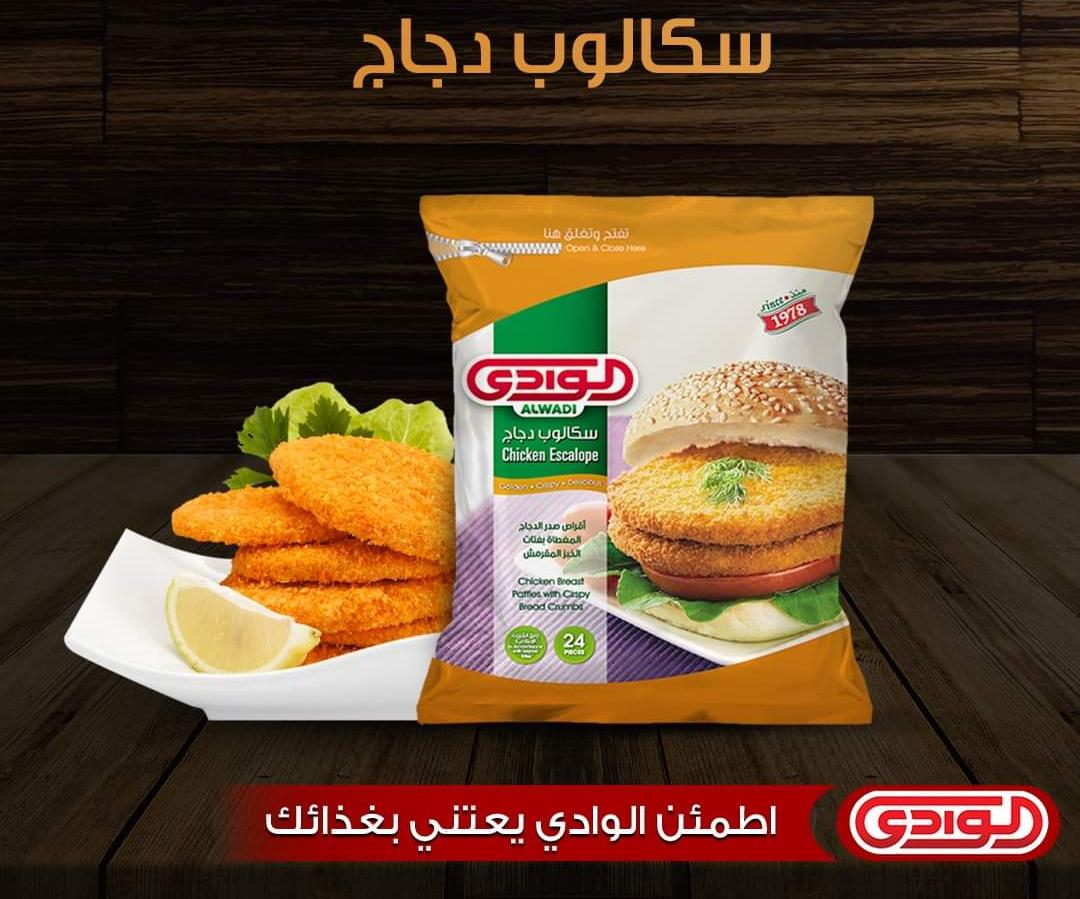 سكالوب دجاج
تفتح وتغلق هنا
Open & Close Here
since • منذ
1978
الوادي
ALWADI
سكالوب دجاج
Chicken Escalope
Golden • Crispy • Delicious
أقراص صدر الدجاج
المغطاة بفتات
الخبز المقرمش
Chicken Breast
Patties with Cirspy
Bread Crumbs
24
PIECES
اطمئن الوادي يعتني بغذائك
الوادي